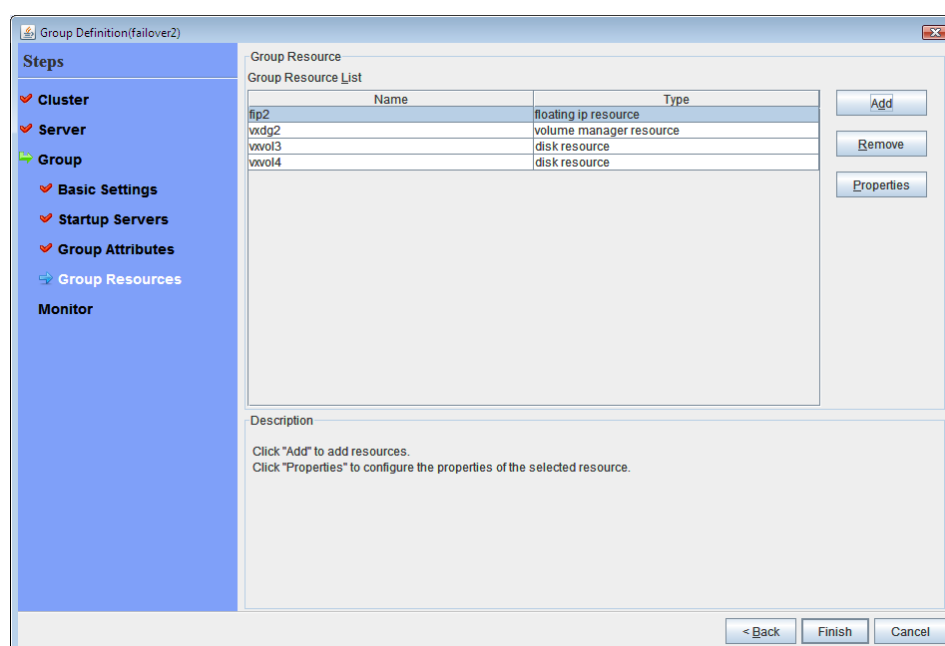 Group Definition(failover2)
Steps
Cluster
Server
Group
Basic Settings
Startup Servers
Group Attributes
Group Resources
Monitor
Group Resource
Group Resource List
Name Type
fip2 floating ip resource
vxdg2 volume manager resource
vxvol3 disk resource
vxvol4 disk resource
Add
Remove
Properties
Description
Click "Add" to add resources.
Click "Properties" to configure the properties of the selected resource.
< Back Finish Cancel